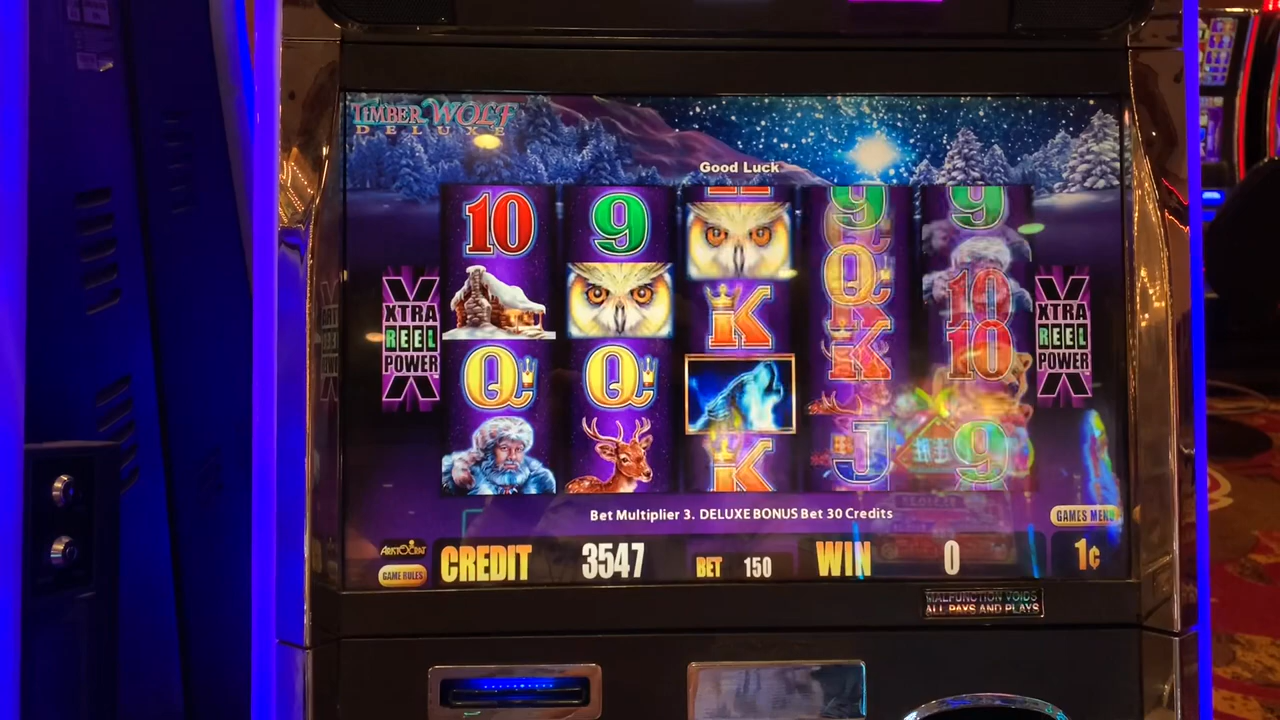 TIMBER WOLF
DELUXE
Good Luck
10 9 9 9
Q
K 10
K 10
Q Q
K J 9
XTRA
REEL
POWER
X
XTRA
REEL
POWER
X
Bet Multiplier 3. DELUXE BONUS Bet 30 Credits
GAMES MENU
ARISTOCRAT
GAME RULES
CREDIT 3547 BET 150 WIN 0 1¢
MALFUNCTION VOIDS
ALL PAYS AND PLAYS